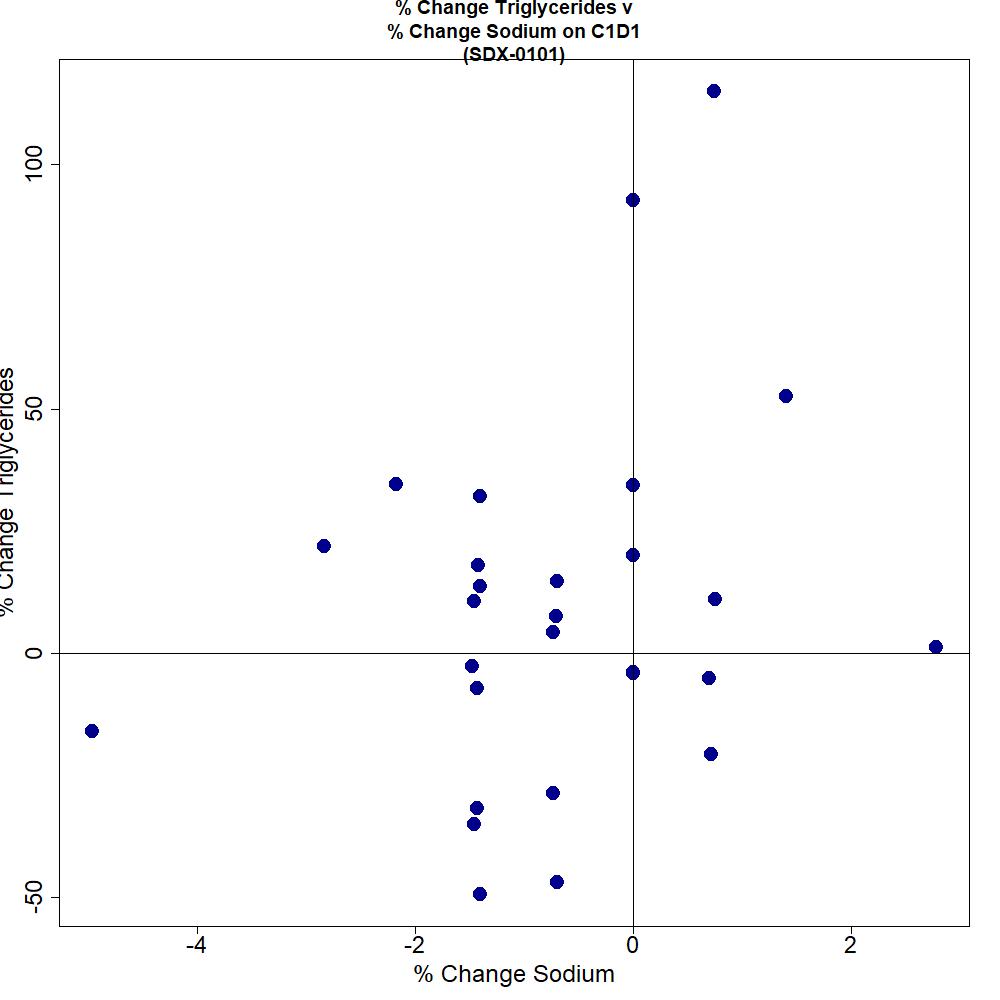 % Change Triglycerides v
% Change Sodium on C1D1
(SDX-0101)
100
50
0
-50
% Change Triglycerides
-4
-2
0
2
% Change Sodium